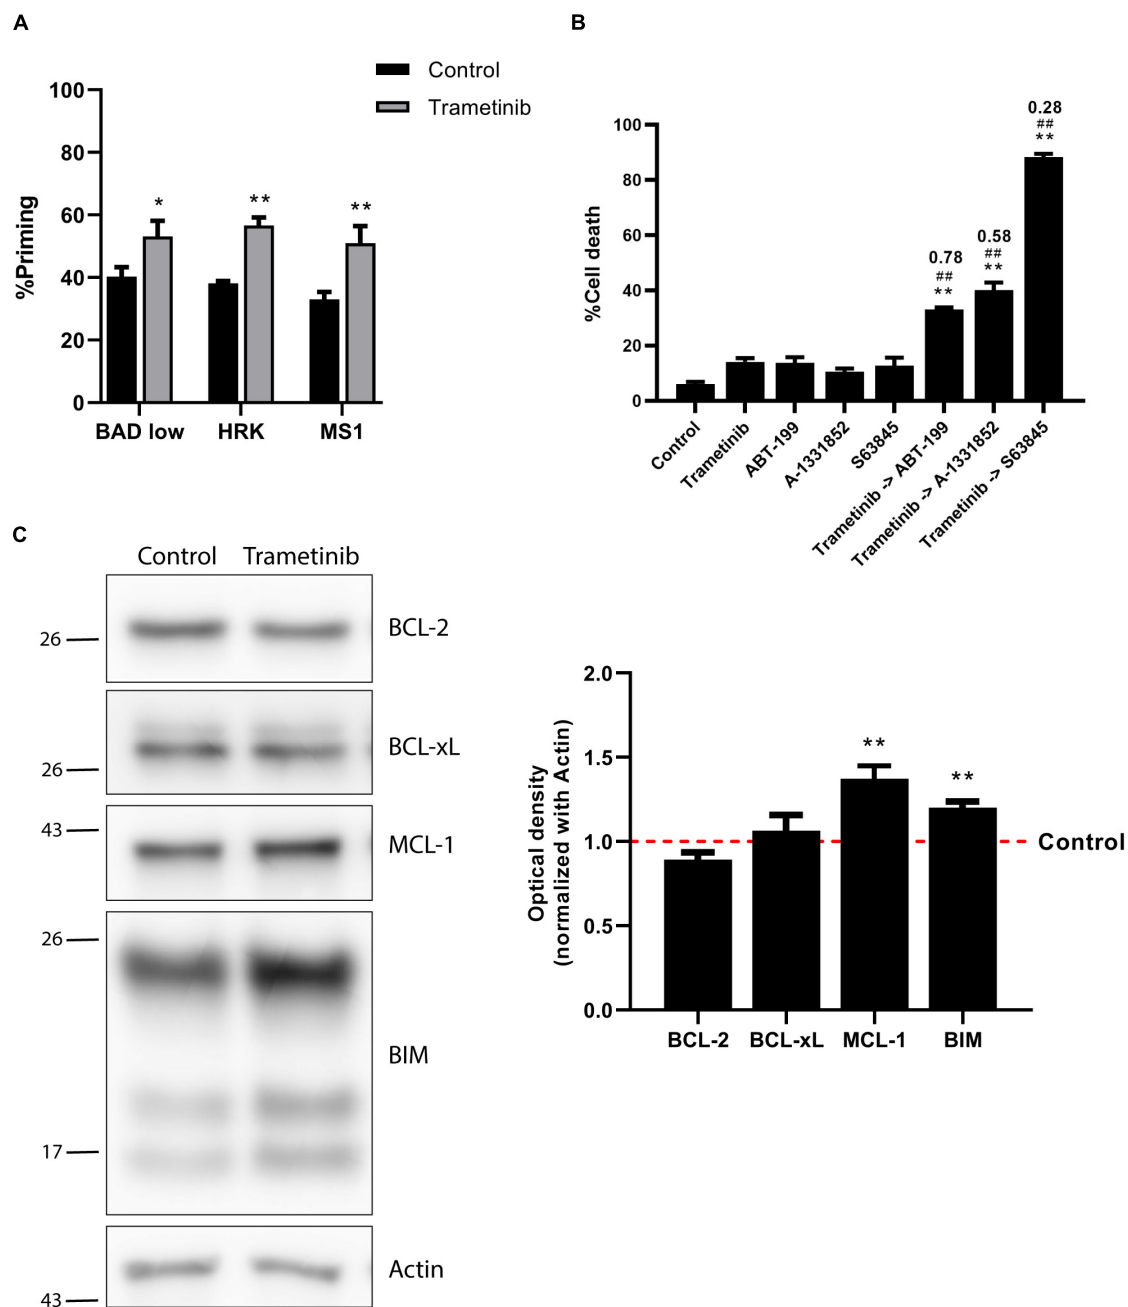 A
Control
Trametinib
%Priming
100
80
60
40
20
0
*
**
**
BAD low
HRK
MS1
B
%Cell death
100
80
60
40
20
0
0.78
##
**
0.58
##
**
0.28
##
**
Control
Trametinib
ABT-199
A-1331852
S63845
Trametinib -> ABT-199
Trametinib -> A-1331852
Trametinib -> S63845
C
Control Trametinib
26
BCL-2
26
BCL-xL
43
MCL-1
26
17
BIM
43
Actin
Optical density
(normalized with Actin)
2.0
1.5
1.0
0.5
0.0
**
**
Control
BCL-2
BCL-xL
MCL-1
BIM